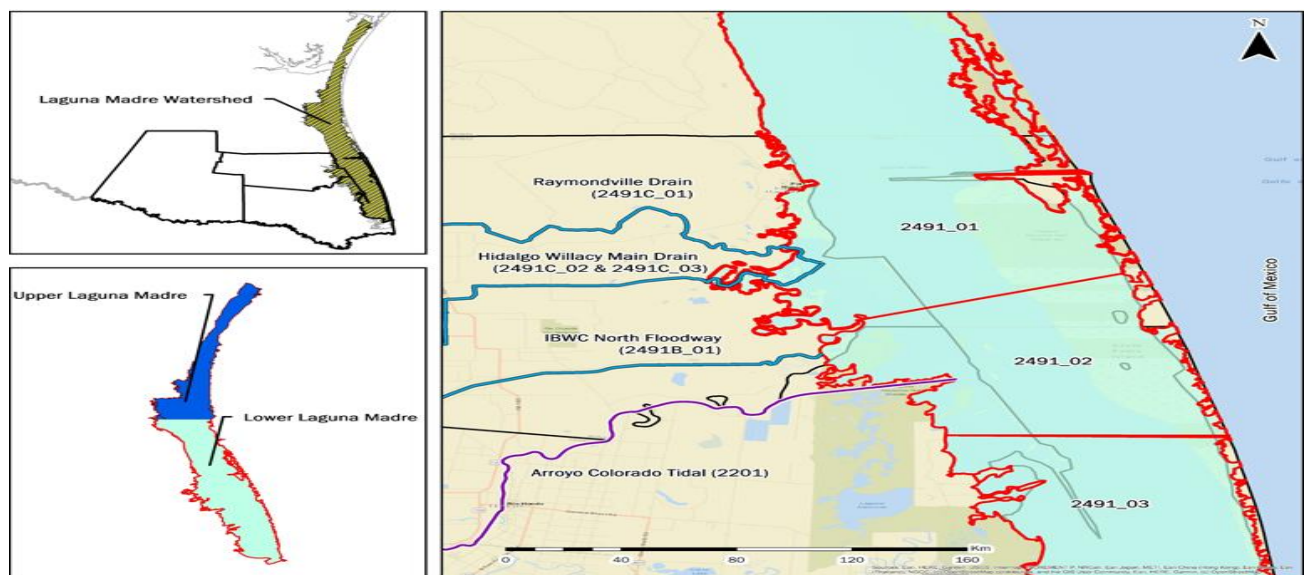 Laguna Madre Watershed
Upper Laguna Madre
Lower Laguna Madre
N
Raymondville Drain
(2491C_01)
2491_01
Hidalgo Willacy Main Drain
(2491C_02 & 2491C_03)
Gulf of Mexico
IBWC North Floodway
(2491B_01)
2491_02
Arroyo Colorado Tidal (2201)
2491_03
0 40 80 120 160 Km